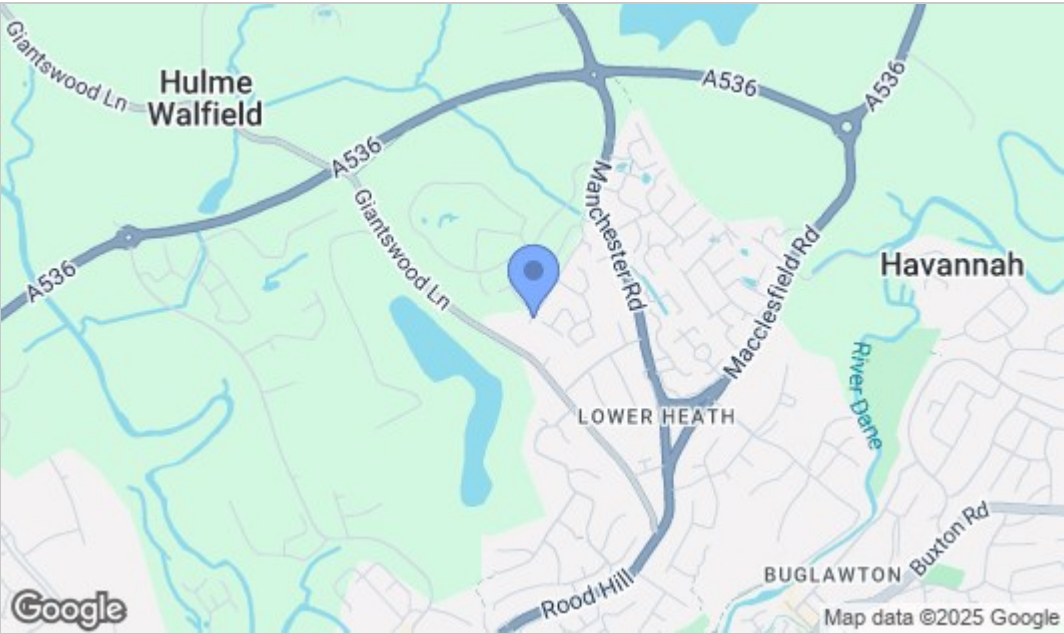 Giantswood Ln
Hulme
Walfield
A536
A536
A536
A536
Giantswood Ln
Manchester Rd
Macclesfield Rd
Havannah
River Dane
LOWER HEATH
Buxton Rd
BUGLAWTON
Rood Hill
Google
Map data ©2025 Google